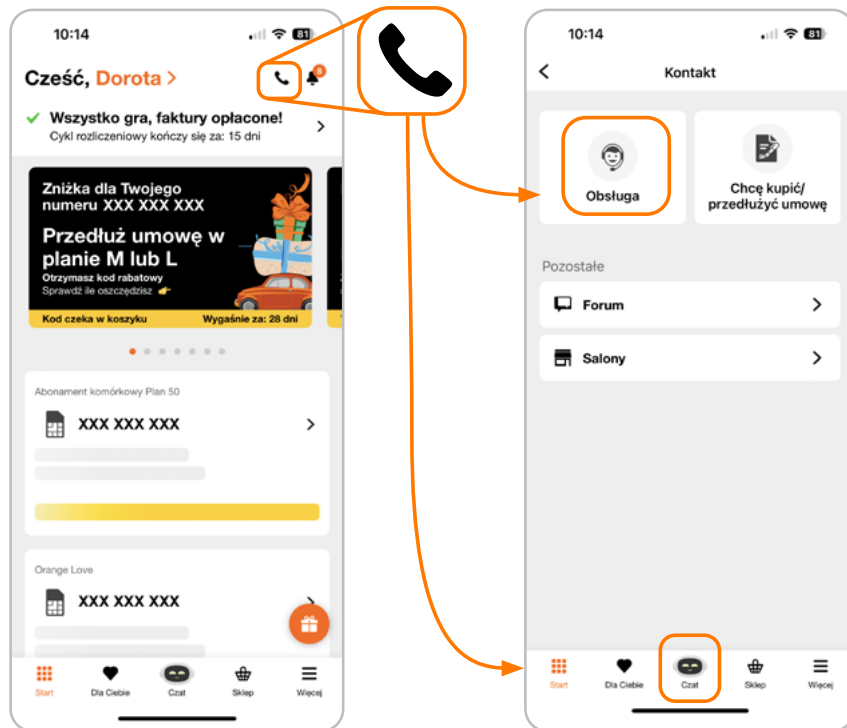 10:14
81
Cześć, Dorota >
8
Wszystko gra, faktury opłacone!
Cykl rozliczeniowy kończy się za: 15 dni
Zniżka dla Twojego
numeru XXX XXX XXX
Przedłuż umowę w
planie M lub L
Otrzymasz kod rabatowy
Sprawdź ile oszczędzisz
Kod czeka w koszyku
Wygaśnie za: 28 dni
Abonament komórkowy Plan 50
XXX XXX XXX
Orange Love
XXX XXX XXX
Start
Dla Ciebie
Czat
Sklep
Więcej
10:14
81
Kontakt
Obsługa
Chcę kupić/
przedłużyć umowę
Pozostałe
Forum
Salony
Start
Dla Ciebie
Czat
Sklep
Więcej